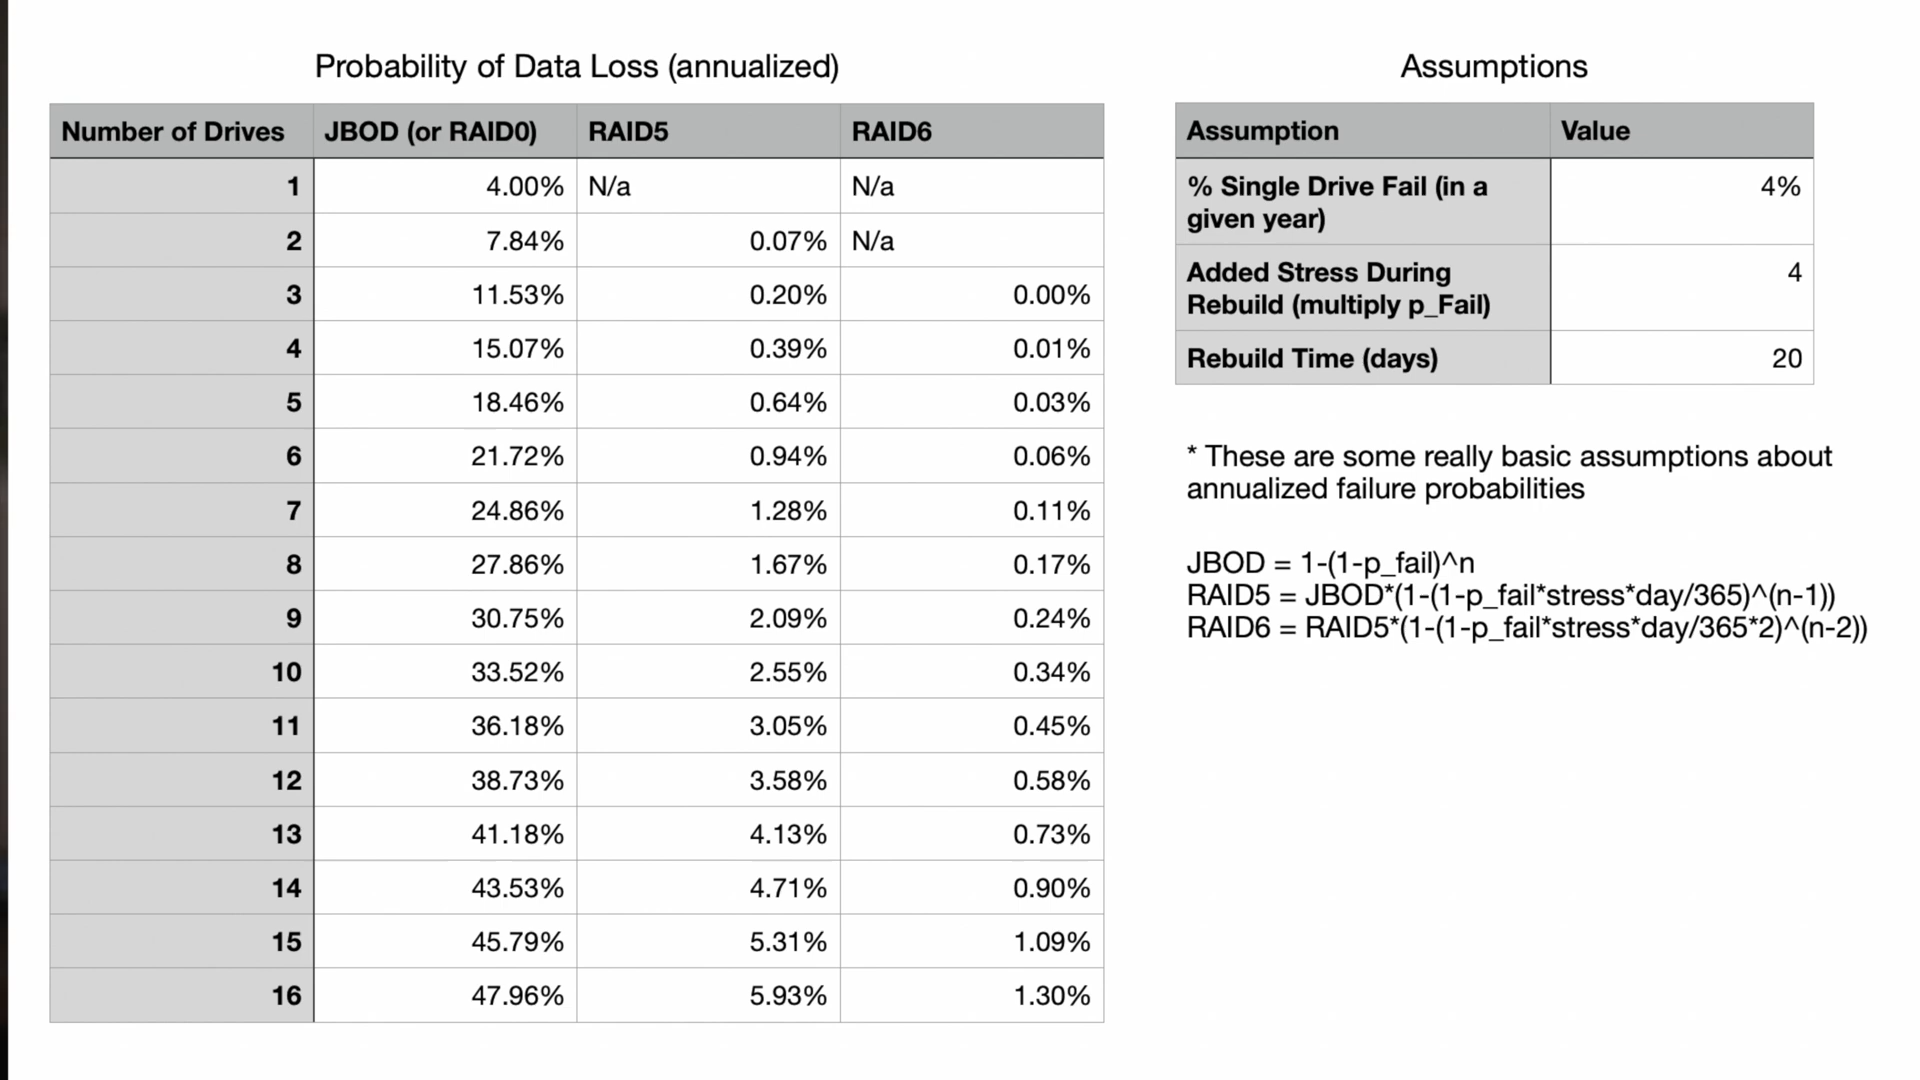 Probability of Data Loss (annualized)
Number of Drives JBOD (or RAID0) RAID5 RAID6
1 4.00% N/a N/a
2 7.84% 0.07% N/a
3 11.53% 0.20% 0.00%
4 15.07% 0.39% 0.01%
5 18.46% 0.64% 0.03%
6 21.72% 0.94% 0.06%
7 24.86% 1.28% 0.11%
8 27.86% 1.67% 0.17%
9 30.75% 2.09% 0.24%
10 33.52% 2.55% 0.34%
11 36.18% 3.05% 0.45%
12 38.73% 3.58% 0.58%
13 41.18% 4.13% 0.73%
14 43.53% 4.71% 0.90%
15 45.79% 5.31% 1.09%
16 47.96% 5.93% 1.30%
Assumptions
Assumption Value
% Single Drive Fail (in a 4%
given year)
Added Stress During 4
Rebuild (multiply p_Fail)
Rebuild Time (days) 20
* These are some really basic assumptions about
annualized failure probabilities
JBOD = 1-(1-p_fail)^n
RAID5 = JBOD*(1-(1-p_fail*stress*day/365)^(n-1))
RAID6 = RAID5*(1-(1-p_fail*stress*day/365*2)^(n-2))